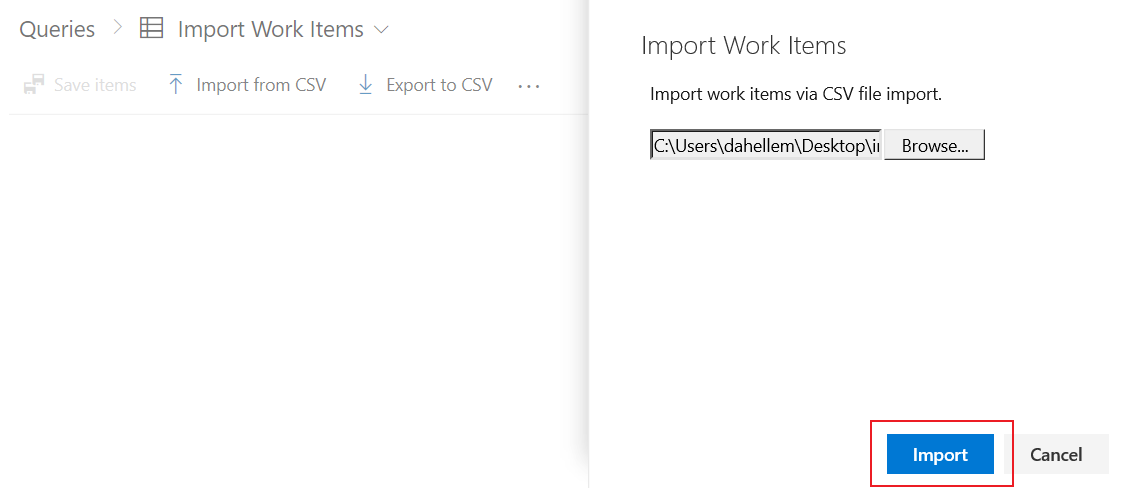 Queries > Import Work Items
Save items Import from CSV Export to CSV ...
Import Work Items
Import work items via CSV file import.
C:\Users\dahellem\Desktop\i Browse...
Import Cancel